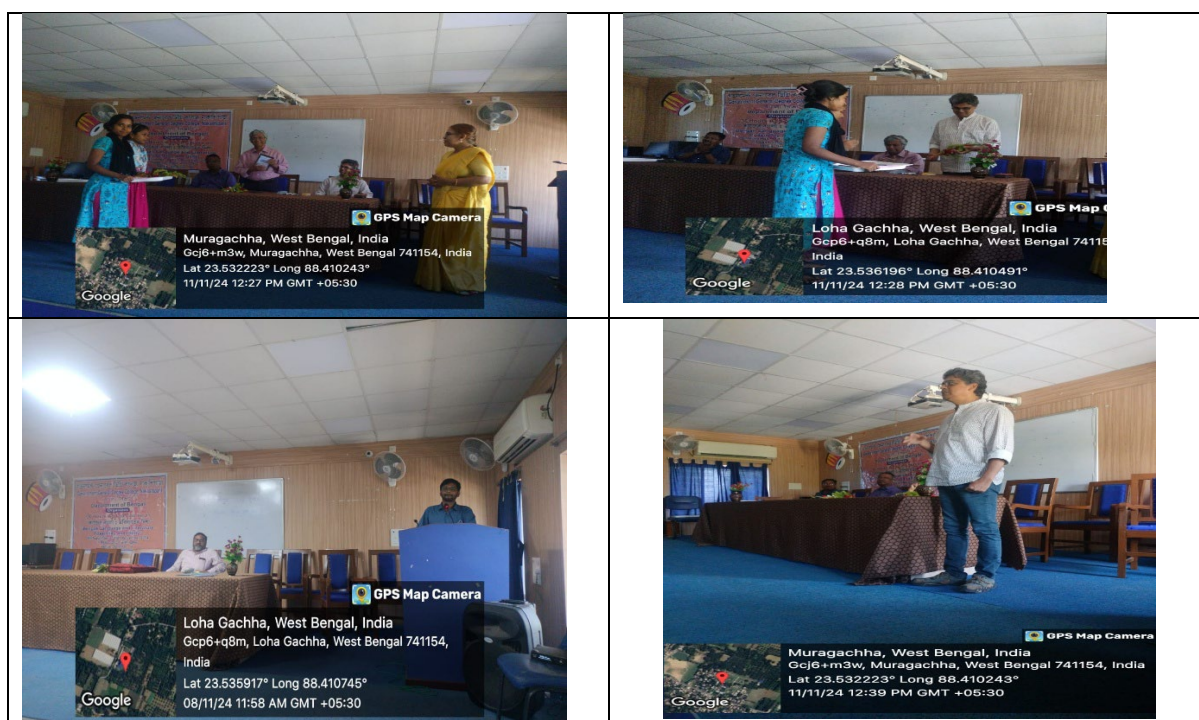 GPS Map Camera
Muragachha, West Bengal, India
Gcj6+m3w, Muragachha, West Bengal 741154, India
Lat 23.532223° Long 88.410243°
11/11/24 12:27 PM GMT +05:30
Google
GPS Map C
Loha Gachha, West Bengal, India
Gcp6+q8m, Loha Gachha, West Bengal 7411
India
Lat 23.536196° Long 88.410491°
11/11/24 12:28 PM GMT +05:30
Google
Department of Bengali
GPS Map Camera
Loha Gachha, West Bengal, India
Gcp6+q8m, Loha Gachha, West Bengal 741154,
India
Lat 23.535917° Long 88.410745°
08/11/24 11:58 AM GMT +05:30
Google
GPS Map Camera
Muragachha, West Bengal, India
Gcj6+m3w, Muragachha, West Bengal 741154, India
Lat 23.532223° Long 88.410243°
11/11/24 12:39 PM GMT +05:30
Google